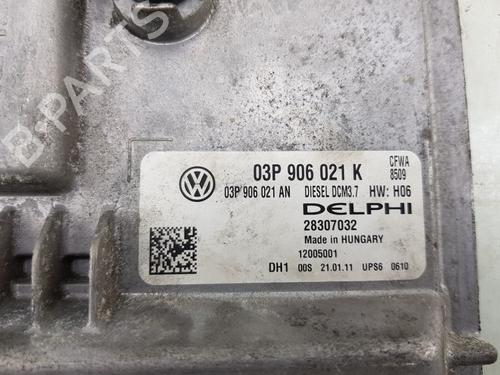 B-PARTS
03P 906 021 K
CFWA
8509
03P 906 021 AN DIESEL DCM3.7 HW: H06
DELPHI
28307032
Made in HUNGARY
12005001
DH1 00S 21.01.11 UPS6 0610